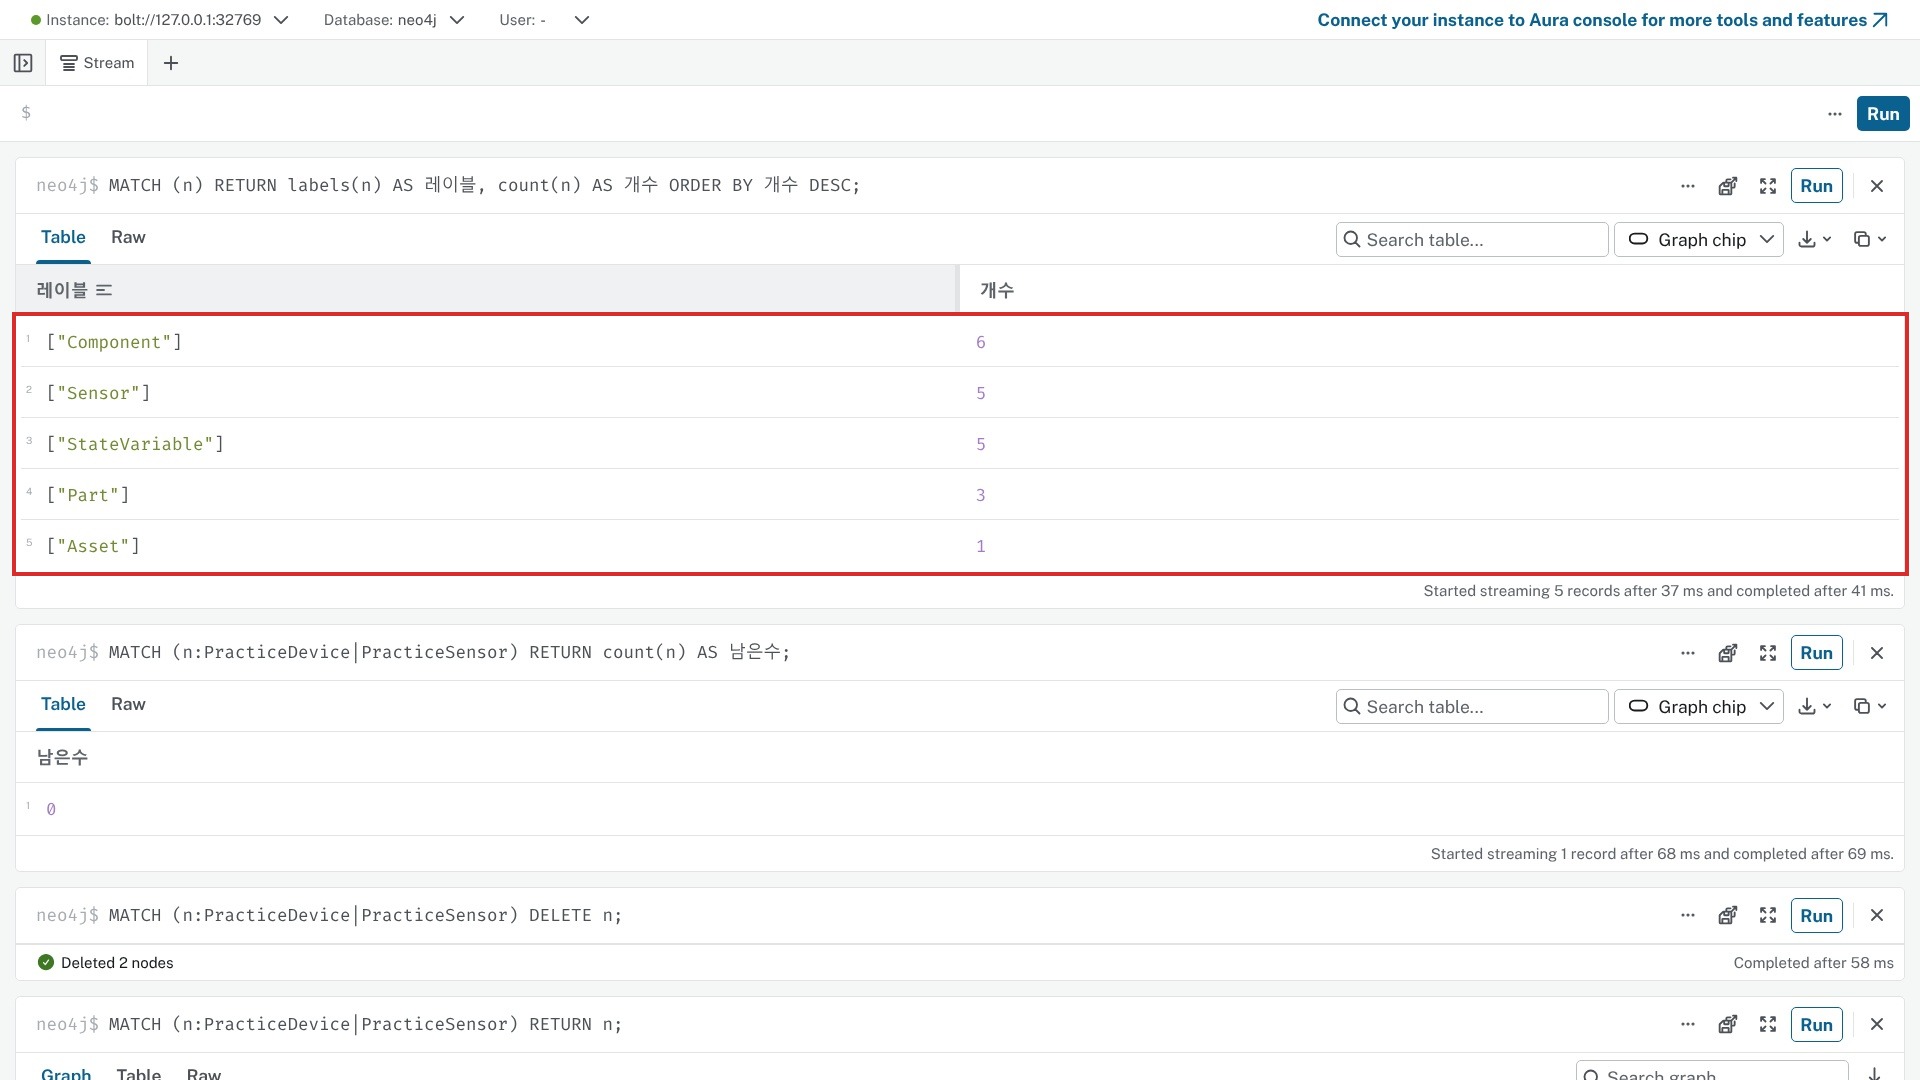 Instance: bolt://127.0.0.1:32769 Database: neo4j User: - Connect your instance to Aura console for more tools and features
Stream
$ ... Run
neo4j$ MATCH (n) RETURN labels(n) AS 레이블, count(n) AS 개수 ORDER BY 개수 DESC; ... Run
Table Raw Search table... Graph chip
레이블 개수
1 ["Component"] 6
2 ["Sensor"] 5
3 ["StateVariable"] 5
4 ["Part"] 3
5 ["Asset"] 1
Started streaming 5 records after 37 ms and completed after 41 ms.
neo4j$ MATCH (n:PracticeDevice|PracticeSensor) RETURN count(n) AS 남은수; ... Run
Table Raw Search table... Graph chip
남은수
1 0
Started streaming 1 record after 68 ms and completed after 69 ms.
neo4j$ MATCH (n:PracticeDevice|PracticeSensor) DELETE n; ... Run
Deleted 2 nodes Completed after 58 ms
neo4j$ MATCH (n:PracticeDevice|PracticeSensor) RETURN n; ... Run
Graph Table Raw Search graph